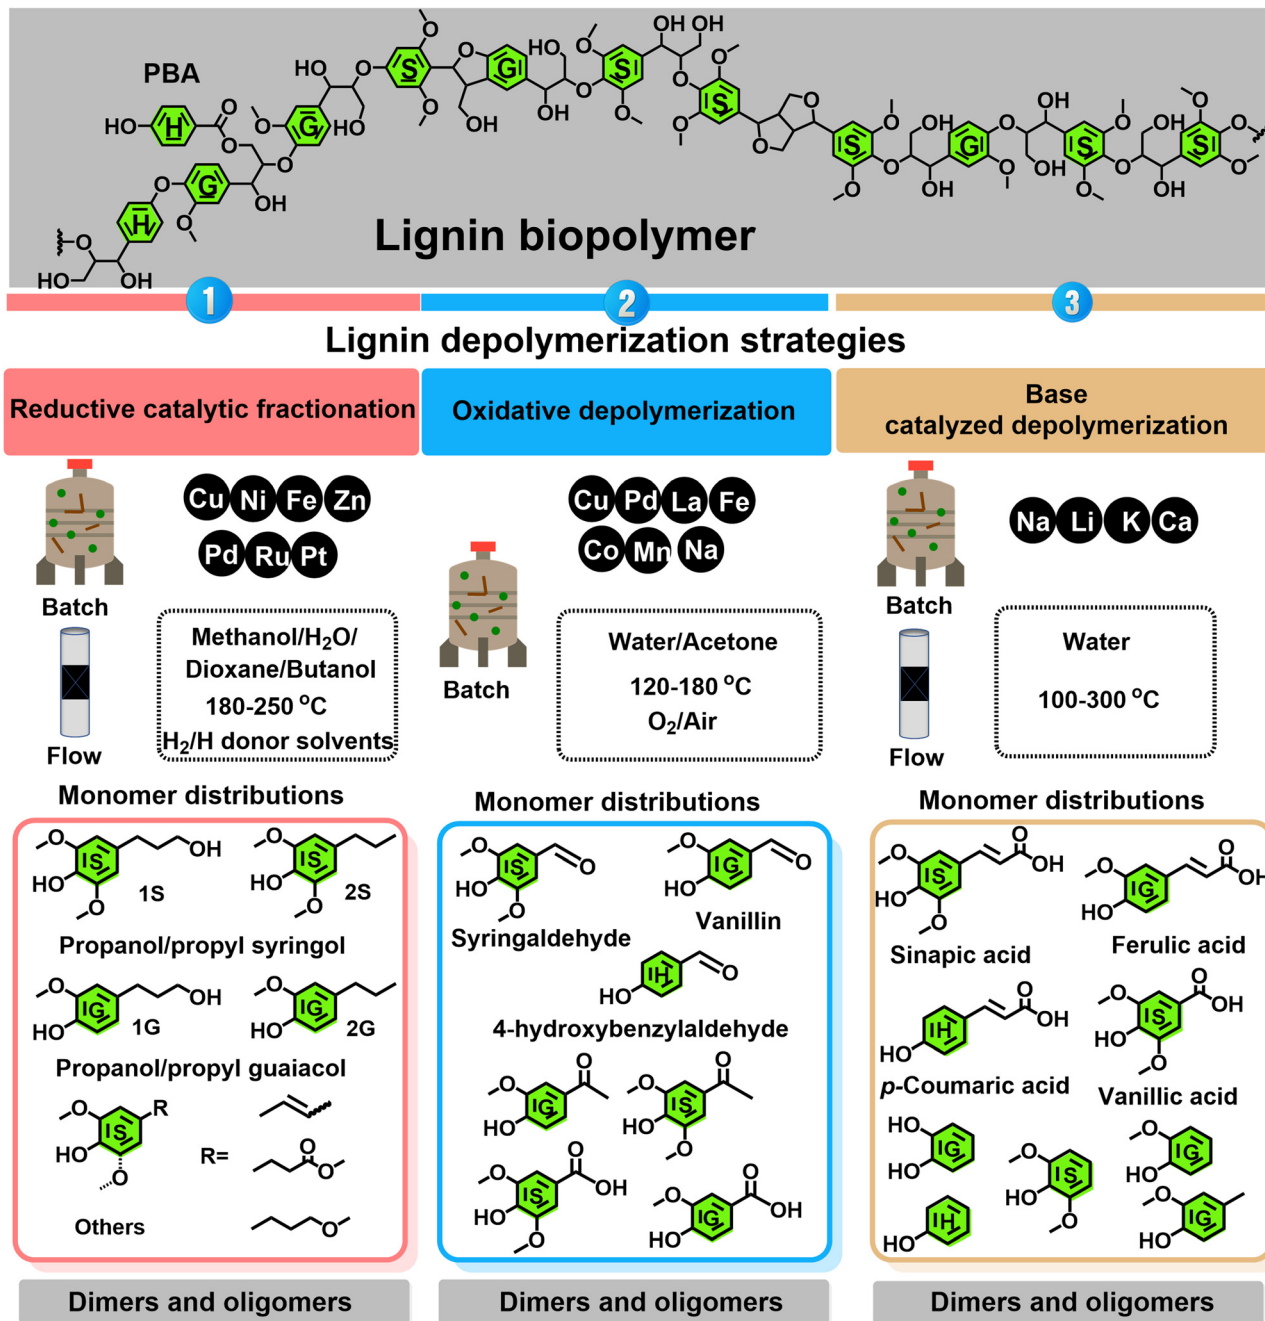 PBA
Lignin biopolymer
1
2
3
Lignin depolymerization strategies
Reductive catalytic fractionation
Cu Ni Fe Zn
Pd Ru Pt
Batch
Flow
Methanol/H₂O/
Dioxane/Butanol
180-250 °C
H₂/H donor solvents
Monomer distributions
1S
2S
Propanol/propyl syringol
1G
2G
Propanol/propyl guaiacol
R=
Others
Dimers and oligomers
Oxidative depolymerization
Cu Pd La Fe
Co Mn Na
Batch
Water/Acetone
120-180 °C
O₂/Air
Monomer distributions
Syringaldehyde
Vanillin
4-hydroxybenzylaldehyde
Dimers and oligomers
Base
catalyzed depolymerization
Na Li K Ca
Batch
Flow
Water
100-300 °C
Monomer distributions
Sinapic acid
Ferulic acid
p-Coumaric acid
Vanillic acid
Dimers and oligomers